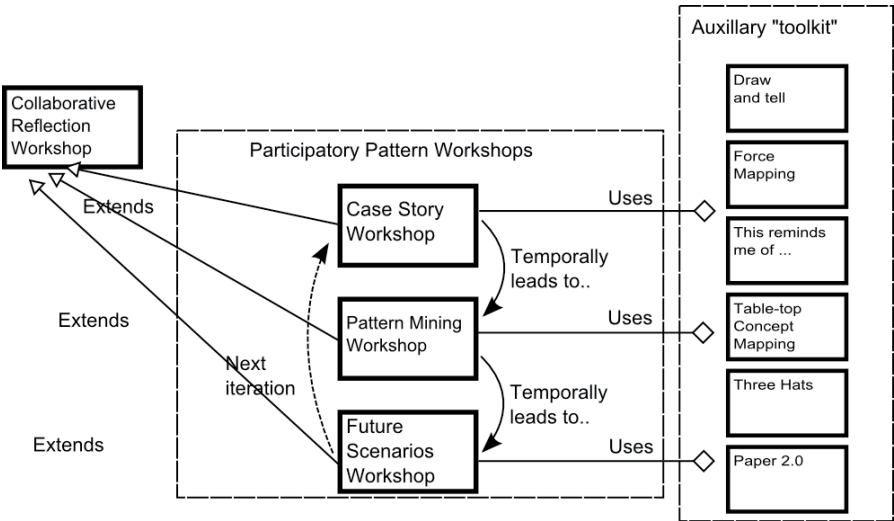 Auxillary "toolkit"
Draw
and tell
Collaborative
Reflection
Workshop
Participatory Pattern Workshops
Force
Mapping
Extends
Case Story
Workshop
Uses
This reminds
me of ...
Temporally
leads to..
Extends
Pattern Mining
Workshop
Uses
Table-top
Concept
Mapping
Next
iteration
Temporally
leads to..
Three Hats
Extends
Future
Scenarios
Workshop
Uses
Paper 2.0